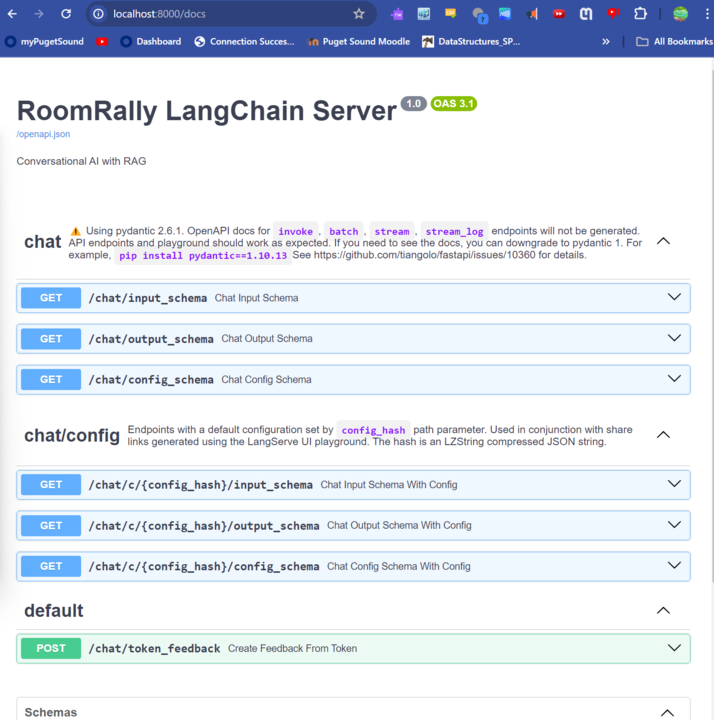 localhost:8000/docs
myPugetSound
Dashboard
Connection Succes...
Puget Sound Moodle
DataStructures_SP...
»
All Bookmarks
RoomRally LangChain Server 1.0 OAS 3.1
/openapi.json
Conversational AI with RAG
chat
⚠️ Using pydantic 2.6.1. OpenAPI docs for invoke , batch , stream , stream_log endpoints will not be generated.
API endpoints and playground should work as expected. If you need to see the docs, you can downgrade to pydantic 1. For
example, pip install pydantic==1.10.13 See https://github.com/tiangolo/fastapi/issues/10360 for details.
GET /chat/input_schema Chat Input Schema
GET /chat/output_schema Chat Output Schema
GET /chat/config_schema Chat Config Schema
chat/config
Endpoints with a default configuration set by config_hash path parameter. Used in conjunction with share
links generated using the LangServe UI playground. The hash is an LZString compressed JSON string.
GET /chat/c/{config_hash}/input_schema Chat Input Schema With Config
GET /chat/c/{config_hash}/output_schema Chat Output Schema With Config
GET /chat/c/{config_hash}/config_schema Chat Config Schema With Config
default
POST /chat/token_feedback Create Feedback From Token
Schemas